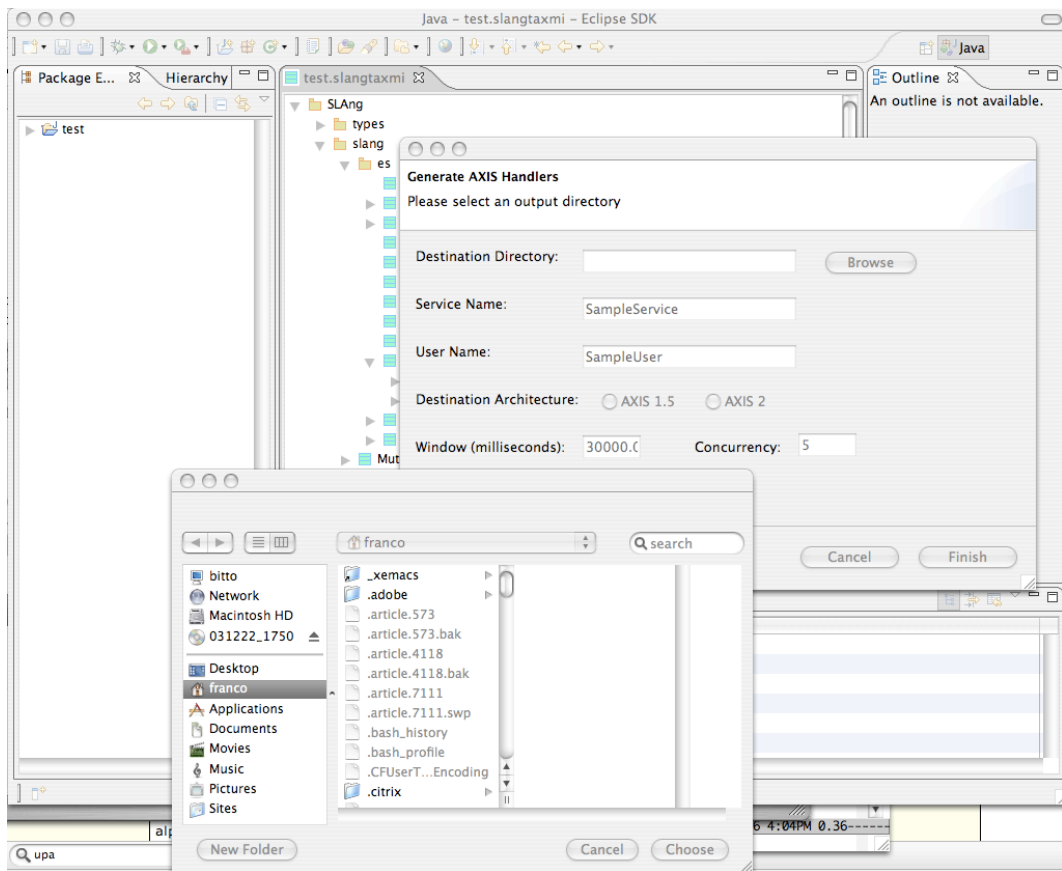 Java – test.slangtaxmi – Eclipse SDK
Java
Package E...
Hierarchy
test.slangtaxmi
Outline
An outline is not available.
test
SLAng
types
slang
es
Mut
Generate AXIS Handlers
Please select an output directory
Destination Directory:
Browse
Service Name:
SampleService
User Name:
SampleUser
Destination Architecture:
AXIS 1.5
AXIS 2
Window (milliseconds):
30000.0
Concurrency:
5
Cancel
Finish
franco
search
bitto
Network
Macintosh HD
031222_1750
Desktop
franco
Applications
Documents
Movies
Music
Pictures
Sites
_xemacs
.adobe
.article.573
.article.573.bak
.article.4118
.article.4118.bak
.article.7111
.article.7111.swp
.bash_history
.bash_profile
.CFUserT...Encoding
.citrix
New Folder
Cancel
Choose
alp
6 4:04PM 0.36------
upa